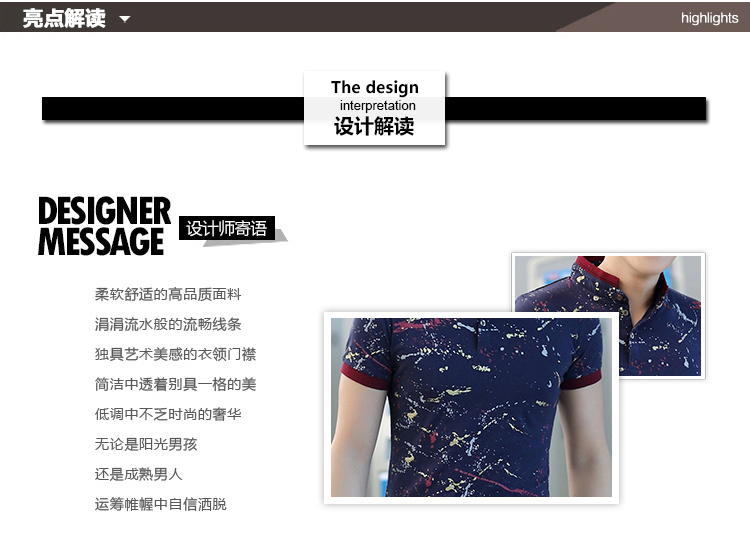 亮点解读
highlights
The design
interpretation
设计解读
DESIGNER
MESSAGE
设计师寄语
柔软舒适的高品质面料
涓涓流水般的流畅线条
独具艺术美感的衣领门襟
简洁中透着别具一格的美
低调中不乏时尚的奢华
无论是阳光男孩
还是成熟男人
运筹帷幄中自信洒脱